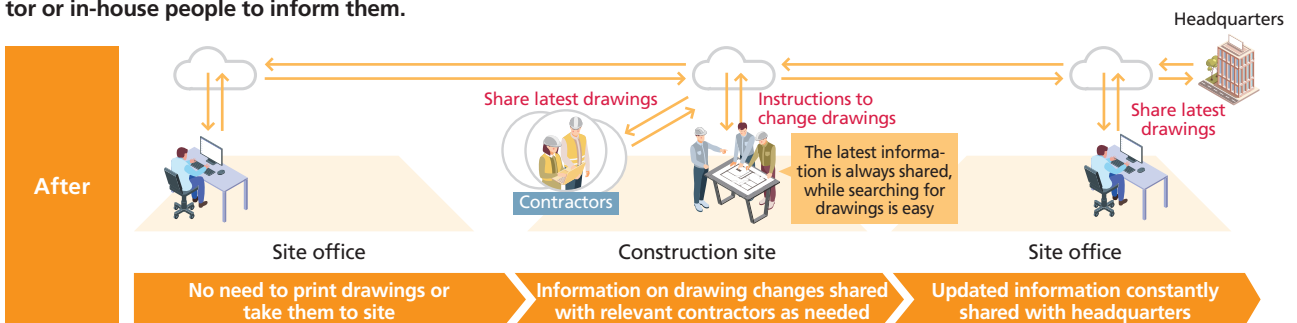 tor or in-house people to inform them.
Headquarters
Share latest drawings
Instructions to
change drawings
Share latest
drawings
After
The latest informa-
tion is always shared,
while searching for
drawings is easy
Contractors
Site office
Construction site
Site office
No need to print drawings or
take them to site
Information on drawing changes shared
with relevant contractors as needed
Updated information constantly
shared with headquarters